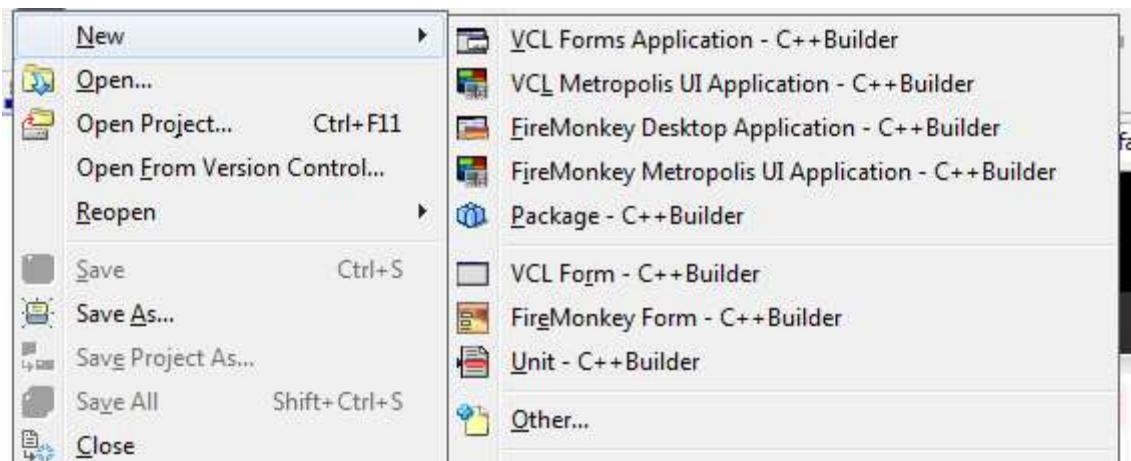 New
Open...
Open Project... Ctrl+F11
Open From Version Control...
Reopen
Save Ctrl+S
Save As...
Save Project As...
Save All Shift+Ctrl+S
Close
VCL Forms Application - C++Builder
VCL Metropolis UI Application - C++Builder
FireMonkey Desktop Application - C++Builder
FireMonkey Metropolis UI Application - C++Builder
Package - C++Builder
VCL Form - C++Builder
FireMonkey Form - C++Builder
Unit - C++Builder
Other...